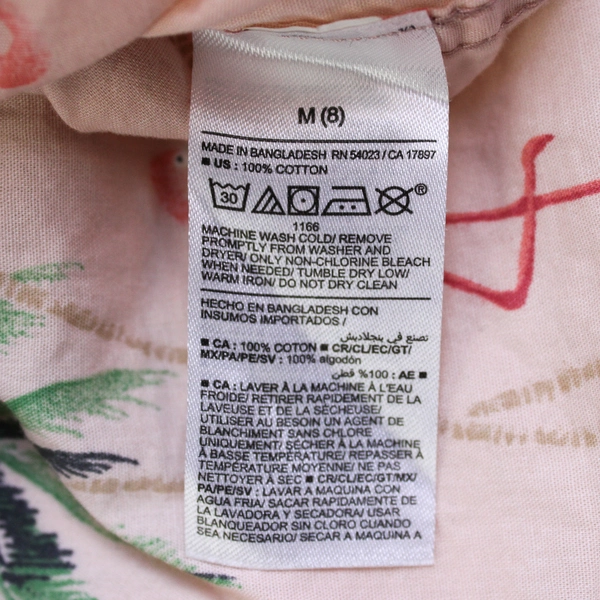 M (8)
MADE IN BANGLADESH RN 54023 / CA 17897
■ US : 100% COTTON
30 ®
1166
MACHINE WASH COLD/ REMOVE
PROMPTLY FROM WASHER AND
DRYER/ ONLY NON-CHLORINE BLEACH
WHEN NEEDED/ TUMBLE DRY LOW/
WARM IRON/ DO NOT DRY CLEAN
HECHO EN BANGLADESH CON
INSUMOS IMPORTADOS /
تصنع في بنجلاديش
■ CA : 100% COTON ■ CR/CL/EC/GT/
MX/PA/PE/SV : 100% algodón
■ AE : 100% قطن
■ CA : LAVER À LA MACHINE À L'EAU
FROIDE/ RETIRER RAPIDEMENT DE LA
LAVEUSE ET DE LA SÉCHEUSE/
UTILISER AU BESOIN UN AGENT DE
BLANCHIMENT SANS CHLORE
UNIQUEMENT/ SÉCHER À LA MACHINE
À BASSE TEMPÉRATURE/ REPASSER À
TEMPÉRATURE MOYENNE/ NE PAS
NETTOYER À SEC ■ CR/CL/EC/GT/MX/
PA/PE/SV : LAVAR A MAQUINA CON
AGUA FRIA/ SACAR RAPIDAMENTE DE
LA LAVADORA Y SECADORA/ USAR
BLANQUEADOR SIN CLORO CUANDO
SEA NECESARIO/ SECAR A MAQUINA A